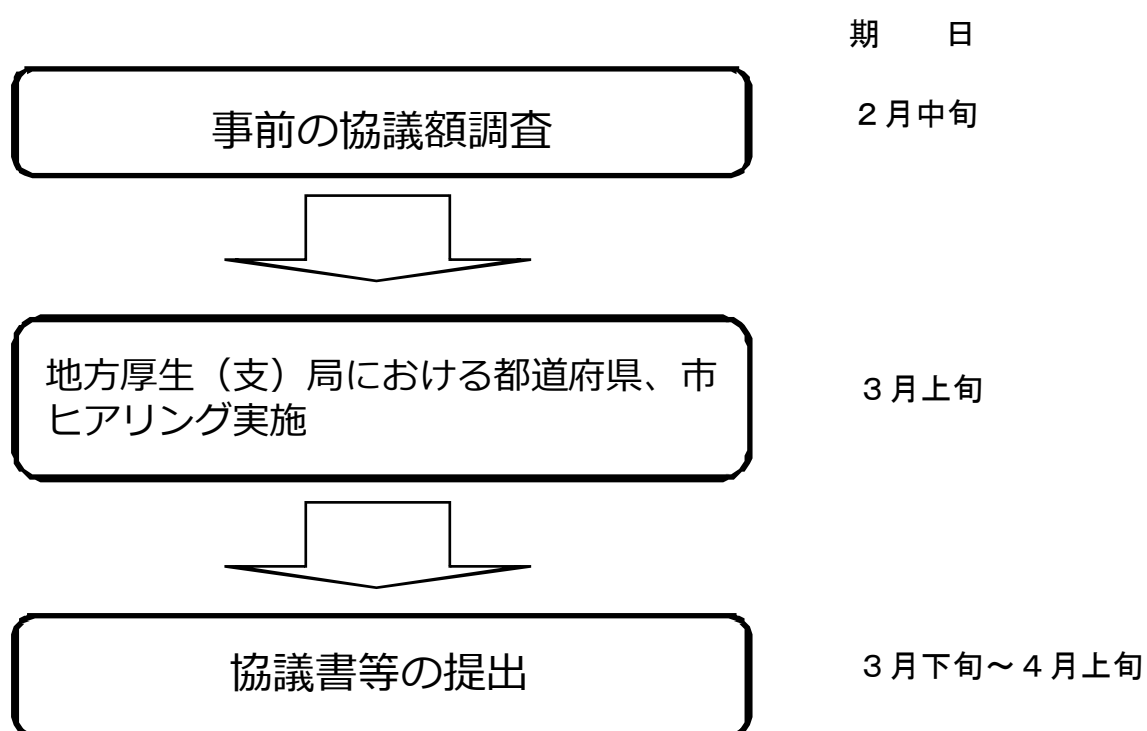 期　　日
事前の協議額調査
２月中旬
地方厚生（支）局における都道府県、市
ヒアリング実施
３月上旬
協議書等の提出
３月下旬～４月上旬